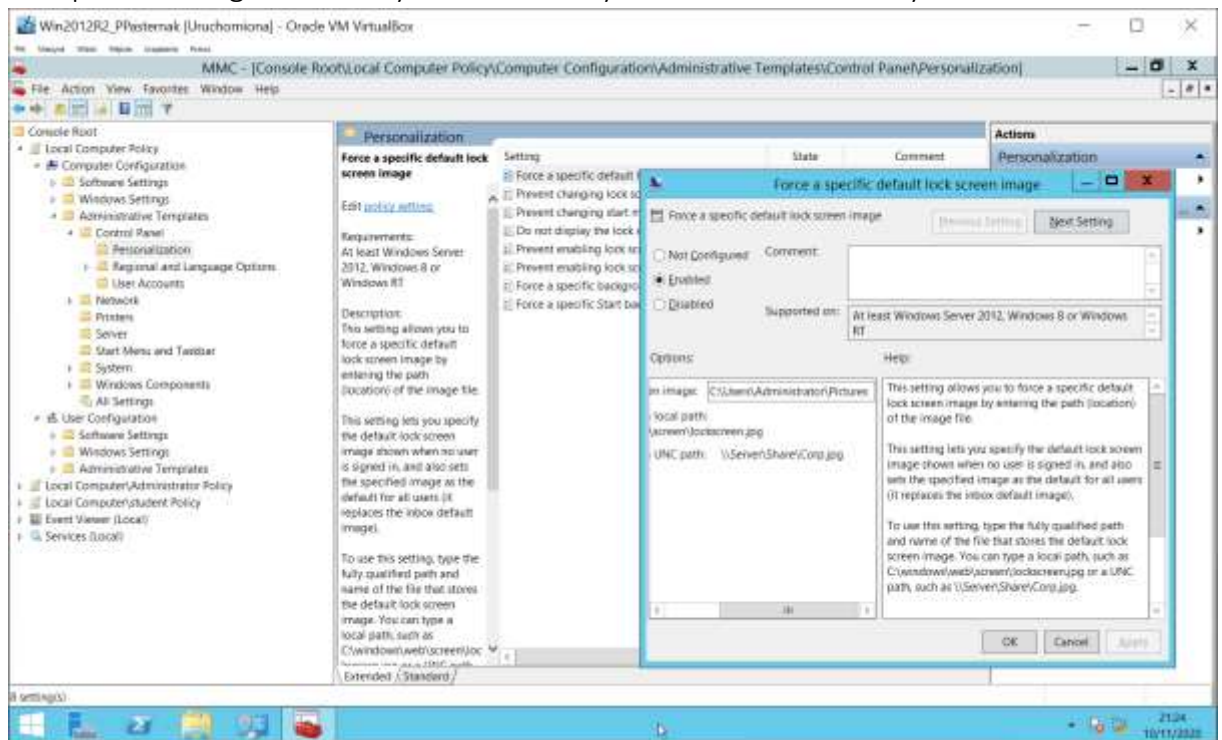 Win2012R2_PPasternak [Uruchomiona] - Oracle VM VirtualBox
MMC - [Console Root\Local Computer Policy\Computer Configuration\Administrative Templates\Control Panel\Personalization]
File Action View Favorites Window Help
Console Root
Local Computer Policy
Computer Configuration
Software Settings
Windows Settings
Administrative Templates
Control Panel
Personalization
Regional and Language Options
User Accounts
Network
Printers
Server
Start Menu and Taskbar
System
Windows Components
All Settings
User Configuration
Software Settings
Windows Settings
Administrative Templates
Local Computer\Administrator Policy
Local Computer\student Policy
Event Viewer (Local)
Services (Local)
Personalization
Force a specific default lock
screen image
Edit policy setting
Requirements:
At least Windows Server
2012, Windows 8 or
Windows RT
Description:
This setting allows you to
force a specific default
lock screen image by
entering the path
(location) of the image file.
This setting lets you specify
the default lock screen
image shown when no user
is signed in, and also sets
the specified image as the
default for all users (it
replaces the inbox default
image).
To use this setting, type the
fully qualified path and
name of the file that stores
the default lock screen
image. You can type a
local path, such as
C:\windows\web\screen\loc
Extended Standard
Setting State Comment
Force a specific default
Prevent changing lock sc
Prevent changing start m
Do not display the lock
Prevent enabling lock sc
Prevent enabling lock sc
Force a specific backgro
Force a specific Start bac
Actions
Personalization
Force a specific default lock screen image
Force a specific default lock screen image
Previous Setting Next Setting
Not Configured Comment:
Enabled
Disabled
Supported on: At least Windows Server 2012, Windows 8 or Windows
RT
Options: Help:
en image: C:\Users\Administrator\Pictures
local path:
\screen\lockscreen.jpg
UNC path: \\Server\Share\Corp.jpg
This setting allows you to force a specific default
lock screen image by entering the path (location)
of the image file.
This setting lets you specify the default lock screen
image shown when no user is signed in, and also
sets the specified image as the default for all users
(it replaces the inbox default image).
To use this setting, type the fully qualified path
and name of the file that stores the default lock
screen image. You can type a local path, such as
C:\windows\web\screen\lockscreen.jpg or a UNC
path, such as \\Server\Share\Corp.jpg.
OK Cancel Apply
8 setting(s)
21:24
10/11/2020